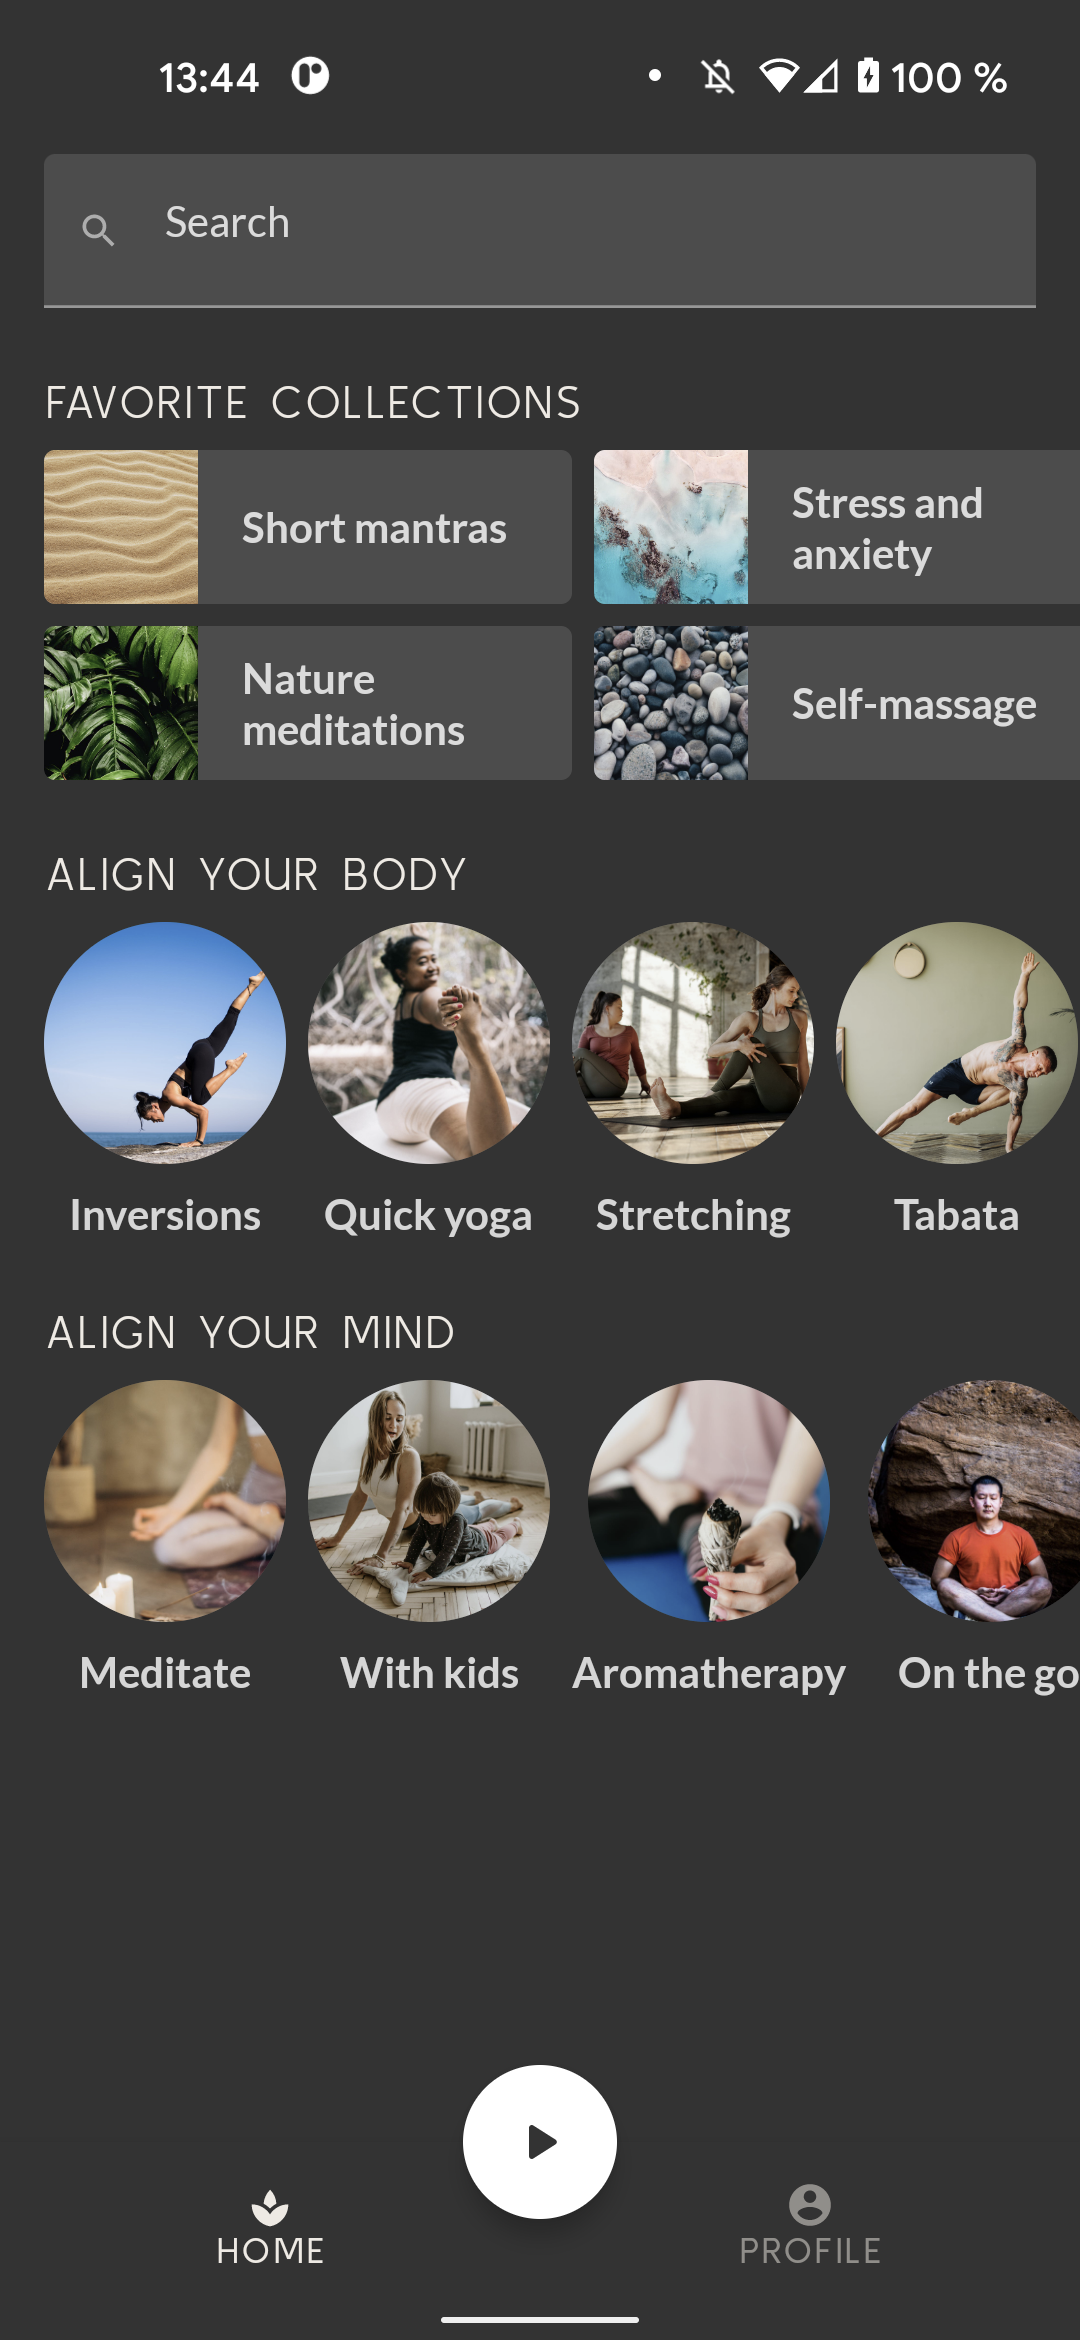 13:44
100 %
Search
FAVORITE COLLECTIONS
Short mantras
Stress and
anxiety
Nature
meditations
Self-massage
ALIGN YOUR BODY
Inversions
Quick yoga
Stretching
Tabata
ALIGN YOUR MIND
Meditate
With kids
Aromatherapy
On the go
HOME
PROFILE